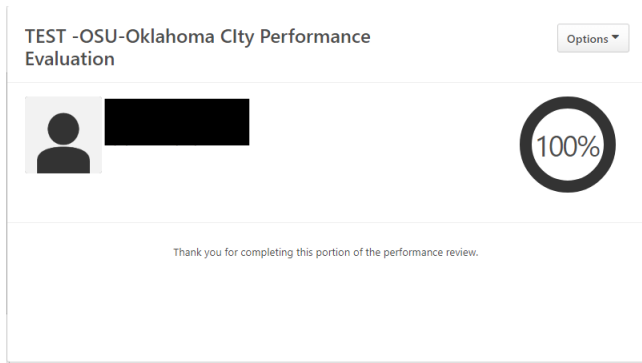 TEST -OSU-Oklahoma CIty Performance
Evaluation
Options
100%
Thank you for completing this portion of the performance review.